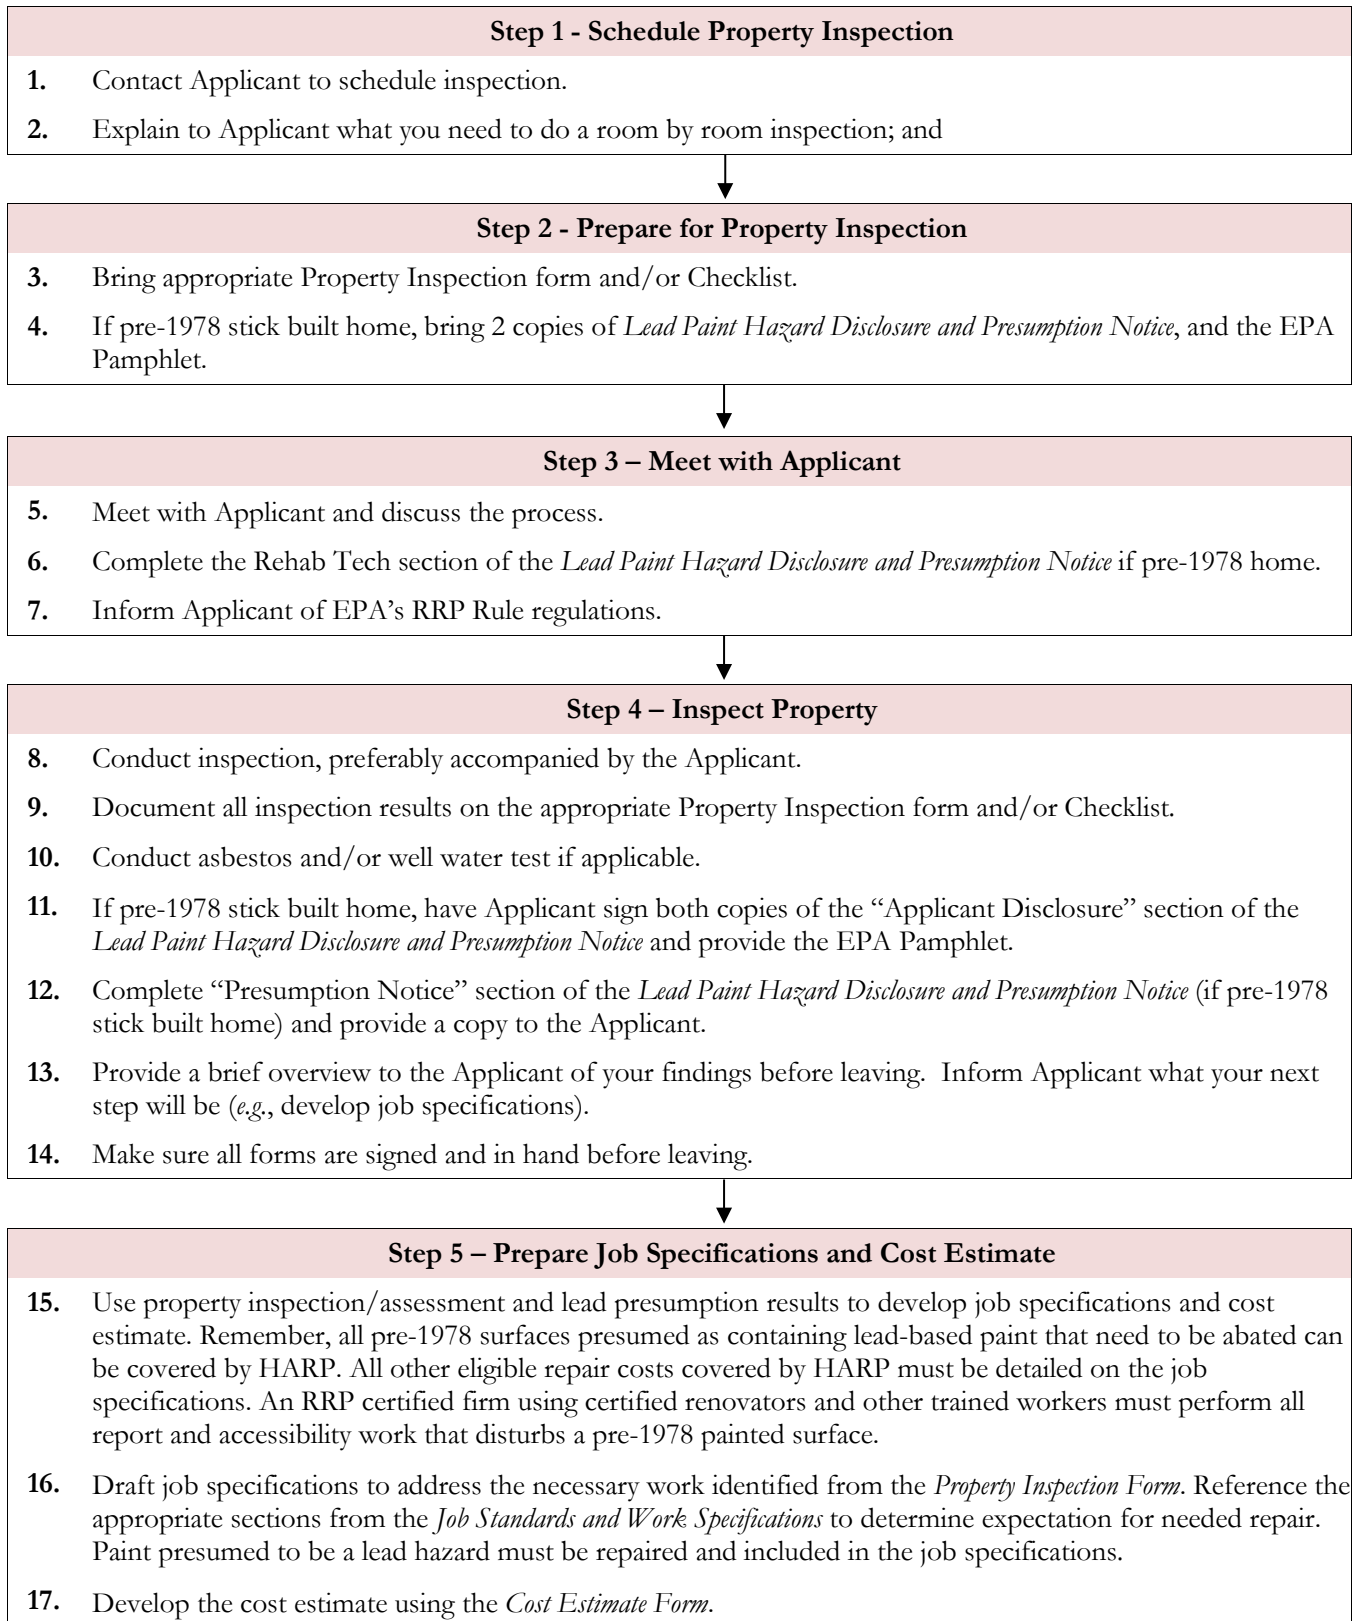 Step 1 - Schedule Property Inspection
1. Contact Applicant to schedule inspection.
2. Explain to Applicant what you need to do a room by room inspection; and
Step 2 - Prepare for Property Inspection
3. Bring appropriate Property Inspection form and/or Checklist.
4. If pre-1978 stick built home, bring 2 copies of Lead Paint Hazard Disclosure and Presumption Notice, and the EPA
Pamphlet.
Step 3 – Meet with Applicant
5. Meet with Applicant and discuss the process.
6. Complete the Rehab Tech section of the Lead Paint Hazard Disclosure and Presumption Notice if pre-1978 home.
7. Inform Applicant of EPA’s RRP Rule regulations.
Step 4 – Inspect Property
8. Conduct inspection, preferably accompanied by the Applicant.
9. Document all inspection results on the appropriate Property Inspection form and/or Checklist.
10. Conduct asbestos and/or well water test if applicable.
11. If pre-1978 stick built home, have Applicant sign both copies of the “Applicant Disclosure” section of the
Lead Paint Hazard Disclosure and Presumption Notice and provide the EPA Pamphlet.
12. Complete “Presumption Notice” section of the Lead Paint Hazard Disclosure and Presumption Notice (if pre-1978
stick built home) and provide a copy to the Applicant.
13. Provide a brief overview to the Applicant of your findings before leaving. Inform Applicant what your next
step will be (e.g., develop job specifications).
14. Make sure all forms are signed and in hand before leaving.
Step 5 – Prepare Job Specifications and Cost Estimate
15. Use property inspection/assessment and lead presumption results to develop job specifications and cost
estimate. Remember, all pre-1978 surfaces presumed as containing lead-based paint that need to be abated can
be covered by HARP. All other eligible repair costs covered by HARP must be detailed on the job
specifications. An RRP certified firm using certified renovators and other trained workers must perform all
report and accessibility work that disturbs a pre-1978 painted surface.
16. Draft job specifications to address the necessary work identified from the Property Inspection Form. Reference the
appropriate sections from the Job Standards and Work Specifications to determine expectation for needed repair.
Paint presumed to be a lead hazard must be repaired and included in the job specifications.
17. Develop the cost estimate using the Cost Estimate Form.